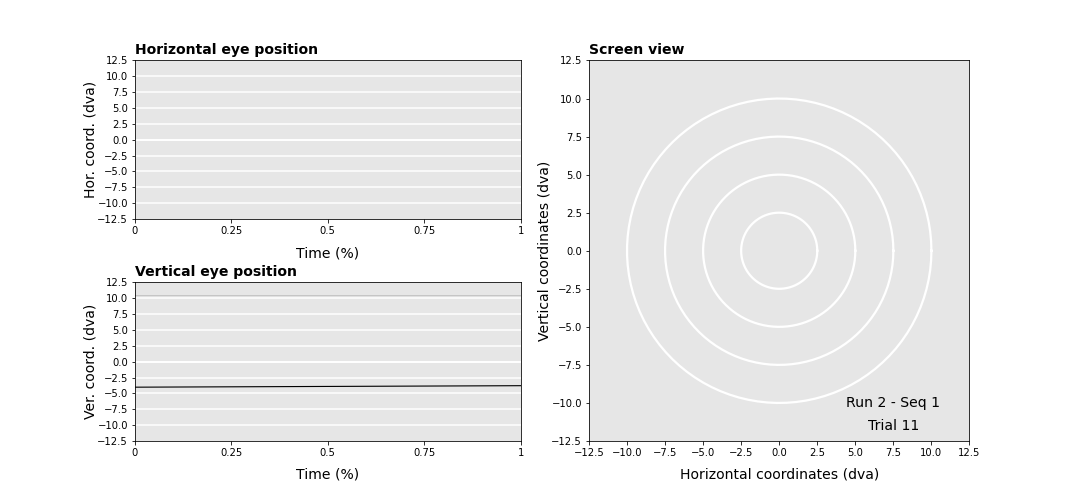 Horizontal eye position
12.5
10.0
7.5
5.0
2.5
0.0
−2.5
−5.0
−7.5
−10.0
−12.5
Hor. coord. (dva)
0 0.25 0.5 0.75 1
Time (%)
Vertical eye position
12.5
10.0
7.5
5.0
2.5
0.0
−2.5
−5.0
−7.5
−10.0
−12.5
Ver. coord. (dva)
0 0.25 0.5 0.75 1
Time (%)
Screen view
12.5
10.0
7.5
5.0
2.5
0.0
−2.5
−5.0
−7.5
−10.0
−12.5
Vertical coordinates (dva)
Run 2 - Seq 1
Trial 11
−12.5 −10.0 −7.5 −5.0 −2.5 0.0 2.5 5.0 7.5 10.0 12.5
Horizontal coordinates (dva)